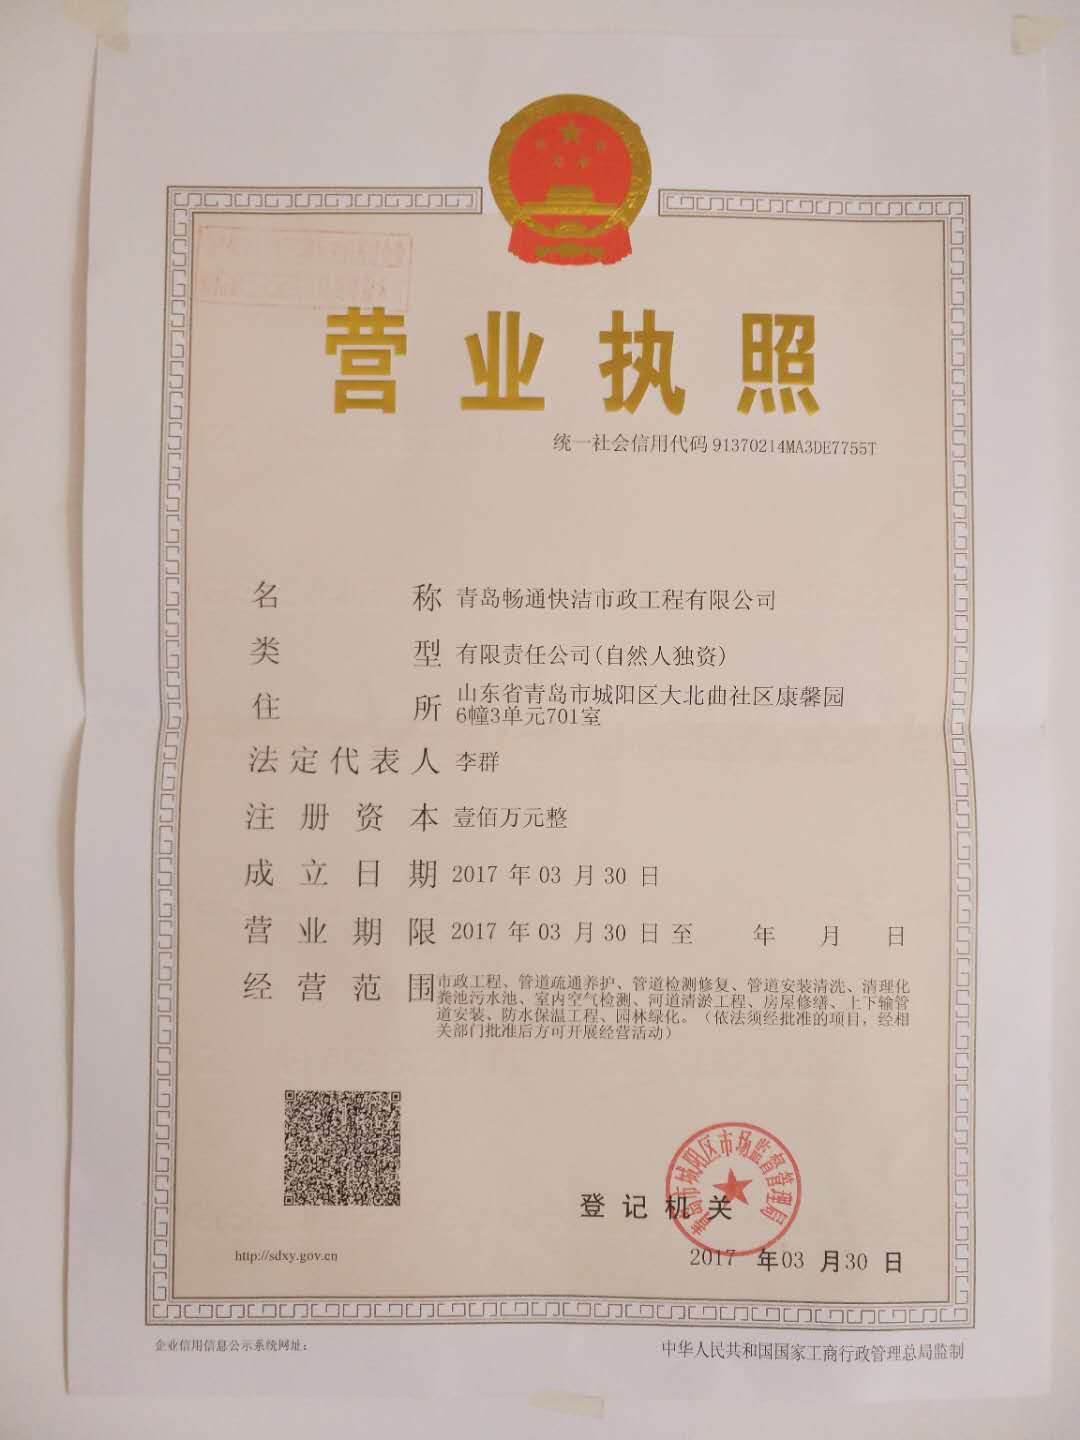 营业执照
统一社会信用代码 91370214MA3DE7755T
名称 青岛畅通快洁市政工程有限公司
类型 有限责任公司(自然人独资)
住所 山东省青岛市城阳区大北曲社区康馨园
6幢3单元701室
法定代表人 李群
注册资本 壹佰万元整
成立日期 2017 年 03 月 30 日
营业期限 2017 年 03 月 30 日 至 年 月 日
经营范围 市政工程、管道疏通养护、管道检测修复、管道安装清洗、清理化
粪池污水池、室内空气检测、河道清淤工程、房屋修缮、上下输管
道安装、防水保温工程、园林绿化。（依法须经批准的项目，经相
关部门批准后方可开展经营活动）
青岛市城阳区市场监督管理局
登记机关
2017 年 03 月 30 日
http://sdxy.gov.cn
企业信用信息公示系统网址：
中华人民共和国国家工商行政管理总局监制